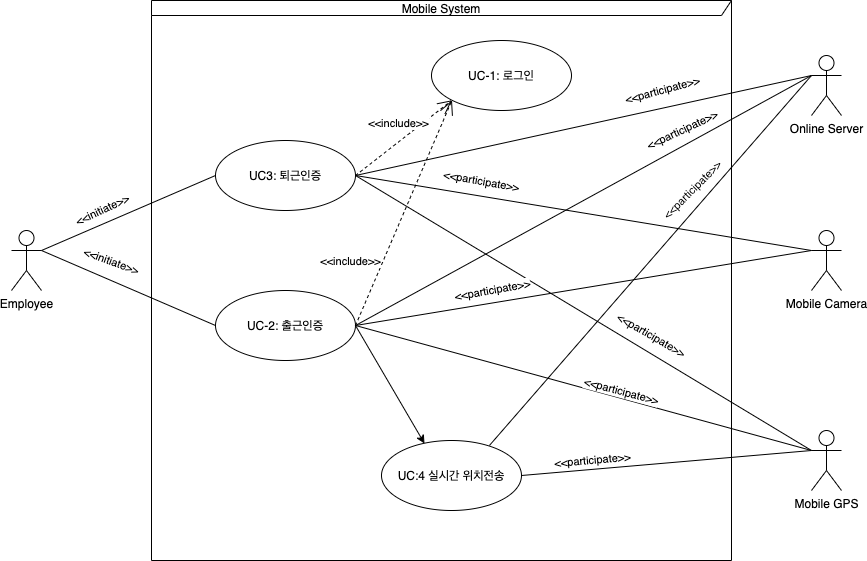 Mobile System
UC-1: 로그인
<<participate>>
<<include>>
<<participate>>
Online Server
UC3: 퇴근인증
<<participate>>
<<participate>>
<<initiate>>
<<initiate>>
<<include>>
Employee
<<participate>>
Mobile Camera
UC-2: 출근인증
<<participate>>
<<participate>>
<<participate>>
UC:4 실시간 위치전송
Mobile GPS